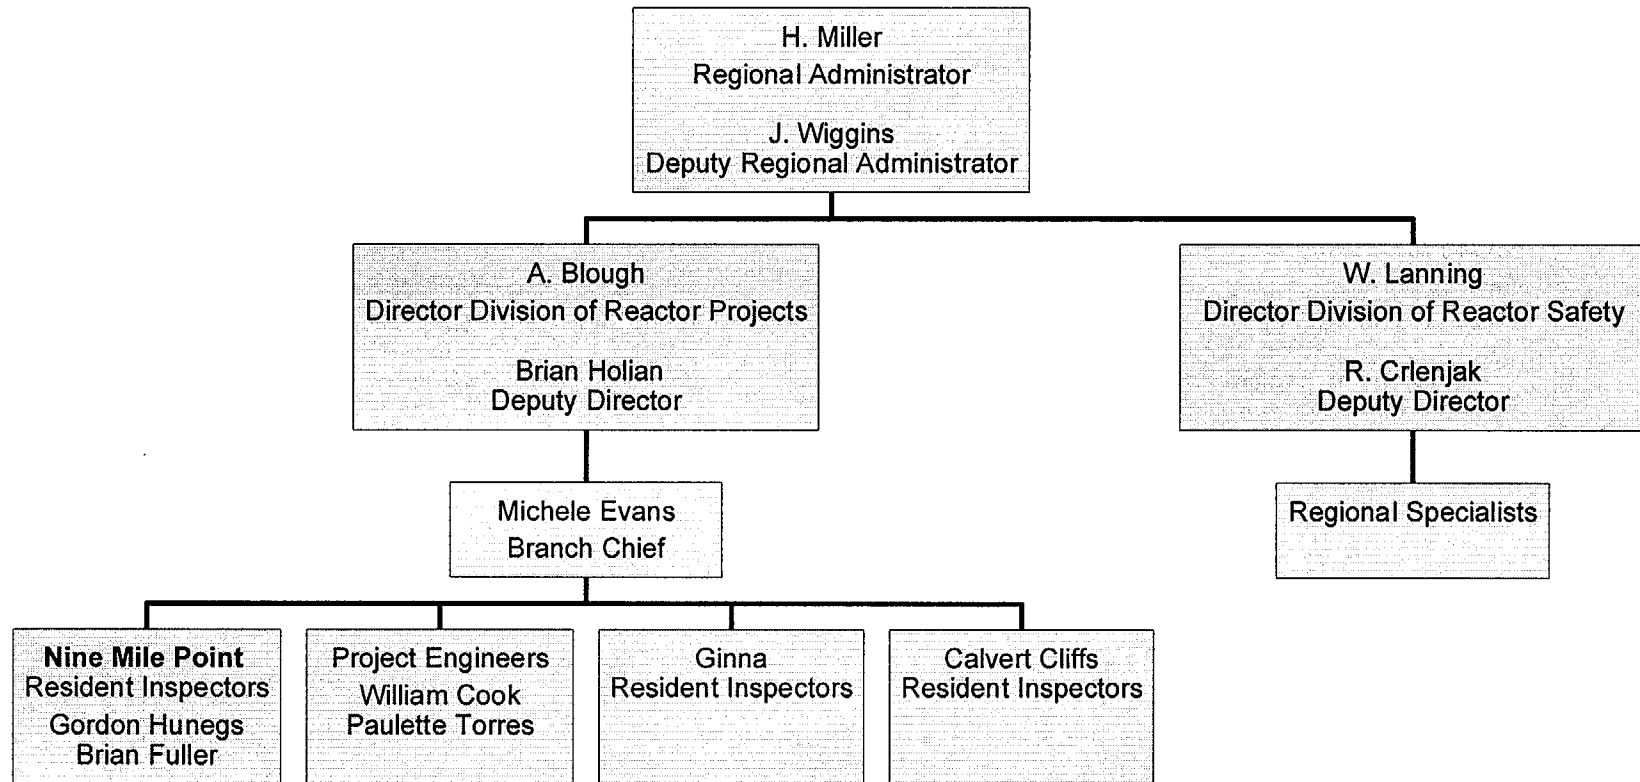 H. Miller
Regional Administrator
J. Wiggins
Deputy Regional Administrator
A. Blough
Director Division of Reactor Projects
Brian Holian
Deputy Director
W. Lanning
Director Division of Reactor Safety
R. Crlenjak
Deputy Director
Michele Evans
Branch Chief
Regional Specialists
Nine Mile Point
Resident Inspectors
Gordon Hunegs
Brian Fuller
Project Engineers
William Cook
Paulette Torres
Ginna
Resident Inspectors
Calvert Cliffs
Resident Inspectors